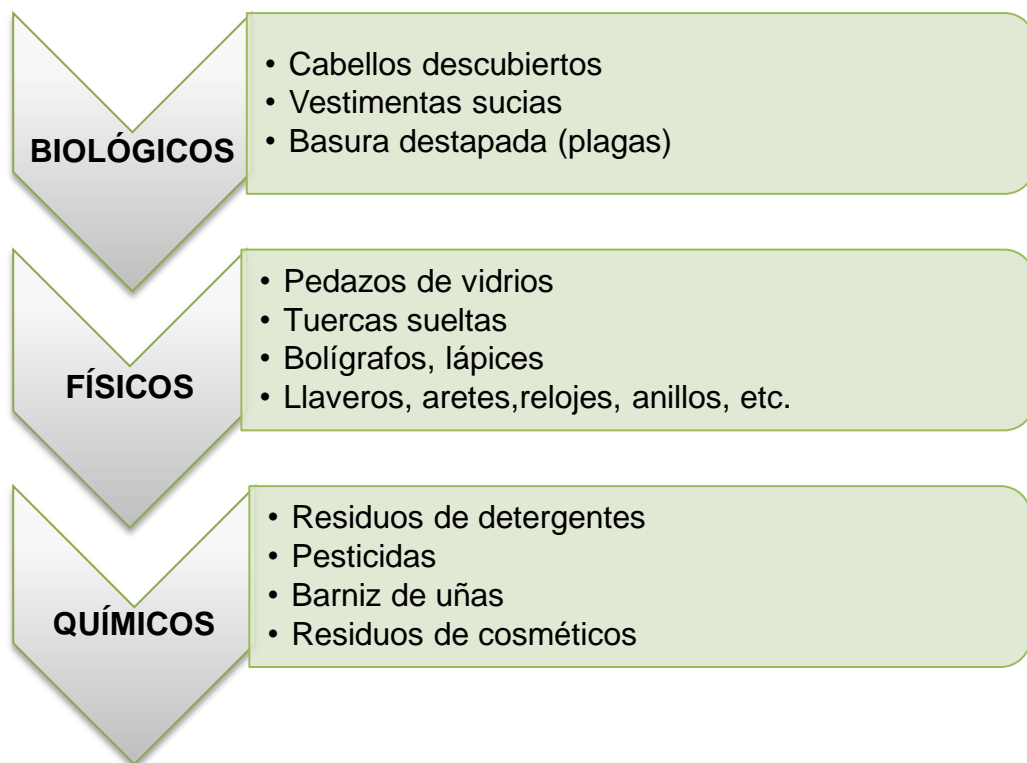 BIOLÓGICOS
• Cabellos descubiertos
• Vestimentas sucias
• Basura destapada (plagas)
FÍSICOS
• Pedazos de vidrios
• Tuercas sueltas
• Bolígrafos, lápices
• Llaveros, aretes,relojes, anillos, etc.
QUÍMICOS
• Residuos de detergentes
• Pesticidas
• Barniz de uñas
• Residuos de cosméticos